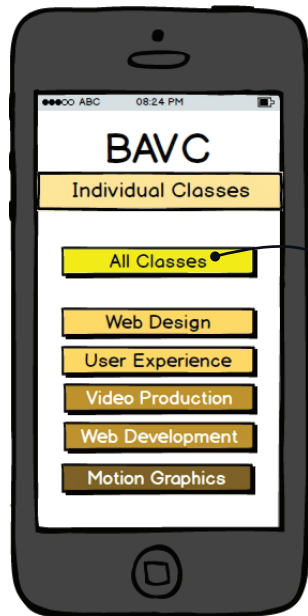 ABC 08:24 PM
BAVC
Individual Classes
All Classes
Web Design
User Experience
Video Production
Web Development
Motion Graphics